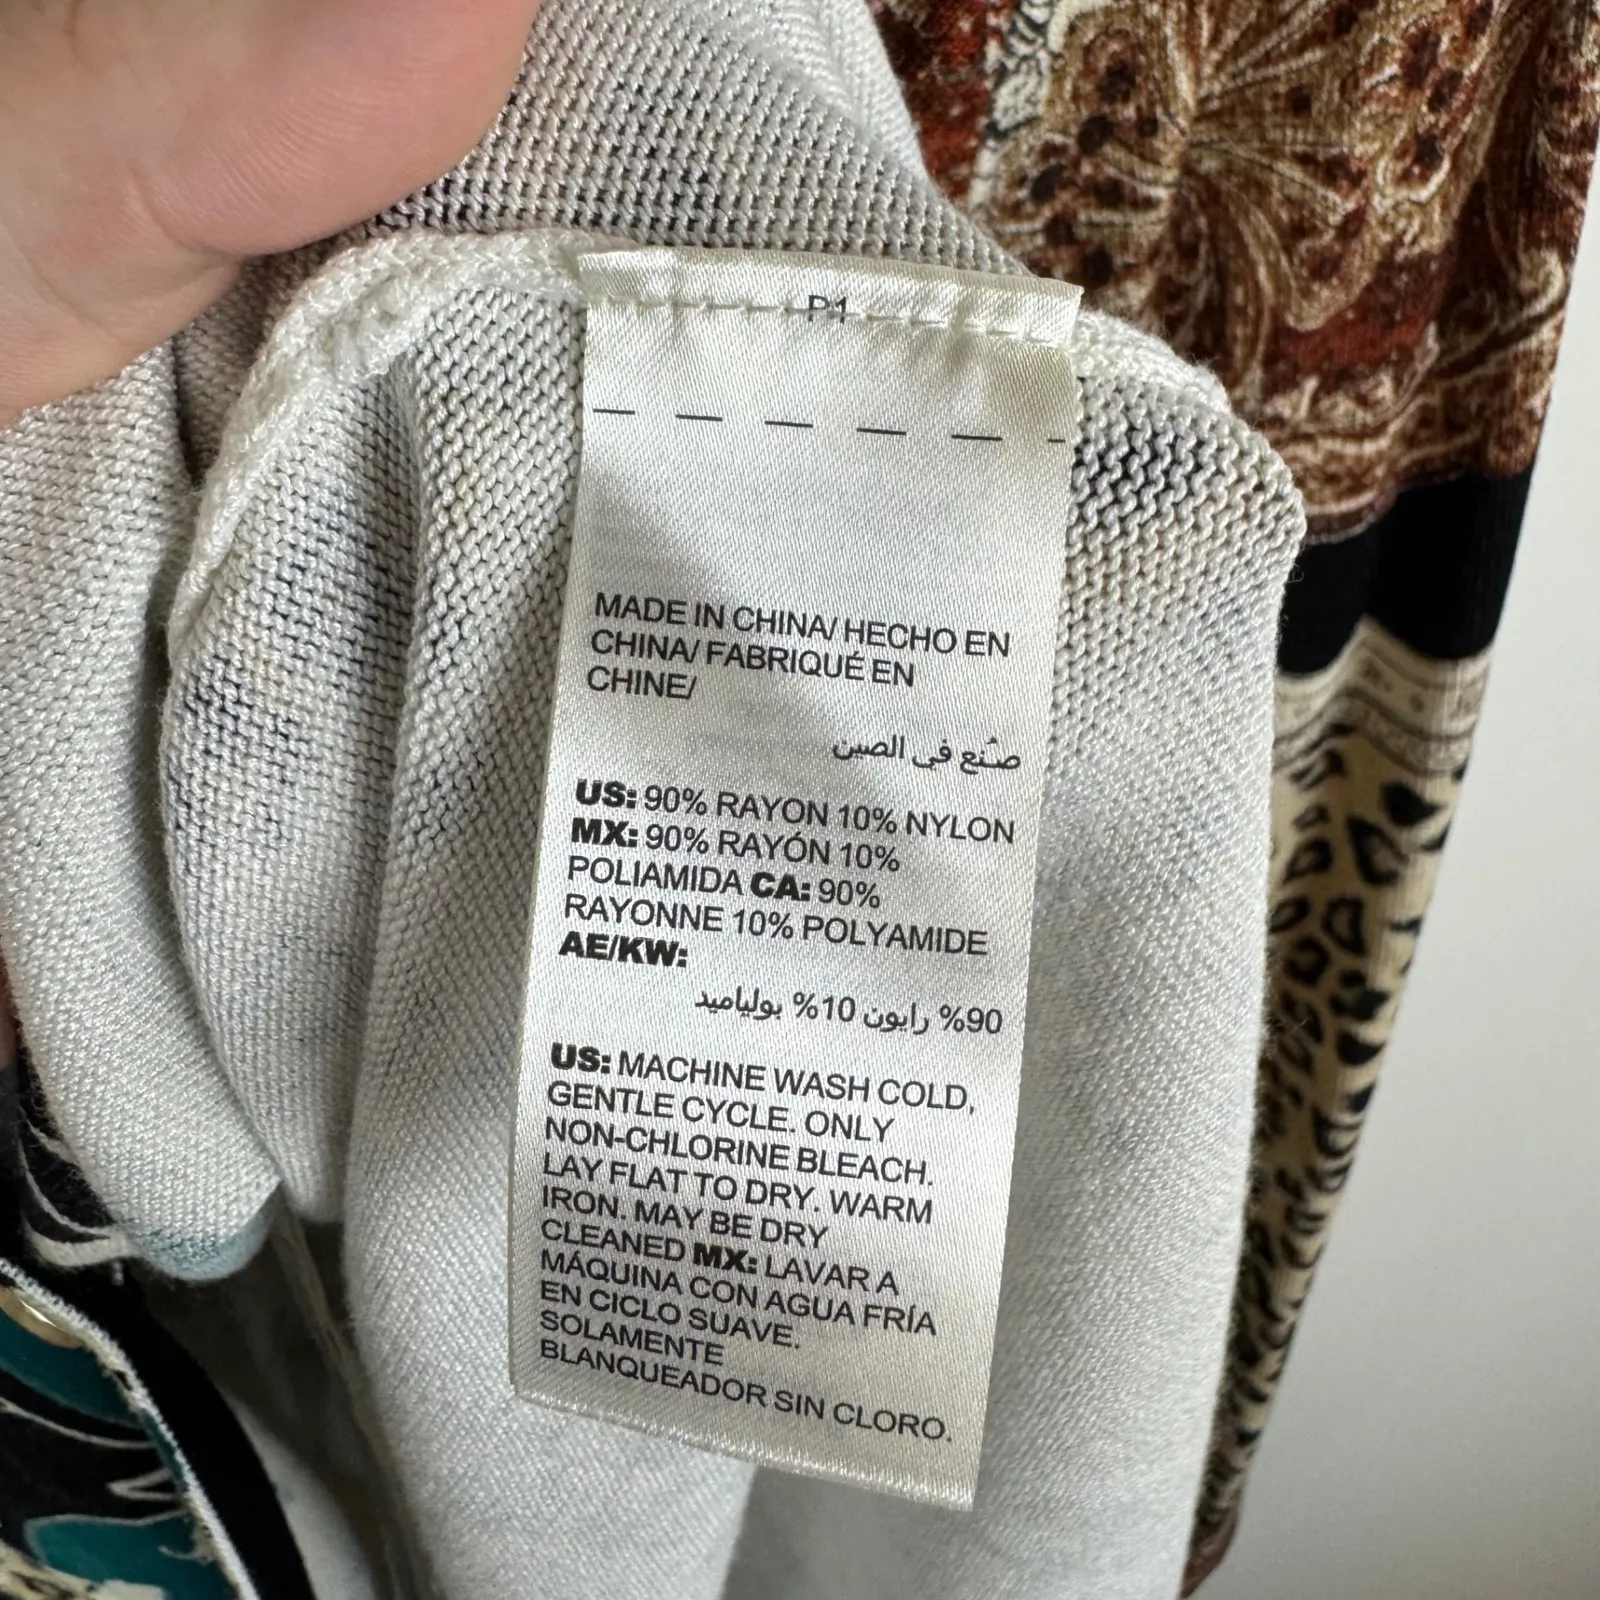 P1
MADE IN CHINA/ HECHO EN
CHINA/ FABRIQUÉ EN
CHINE/
صُنع في الصين
US: 90% RAYON 10% NYLON
MX: 90% RAYÓN 10%
POLIAMIDA CA: 90%
RAYONNE 10% POLYAMIDE
AE/KW:
90% رايون 10% بولياميد
US: MACHINE WASH COLD,
GENTLE CYCLE. ONLY
NON-CHLORINE BLEACH.
LAY FLAT TO DRY. WARM
IRON. MAY BE DRY
CLEANED MX: LAVAR A
MÁQUINA CON AGUA FRÍA
EN CICLO SUAVE.
SOLAMENTE
BLANQUEADOR SIN CLORO.